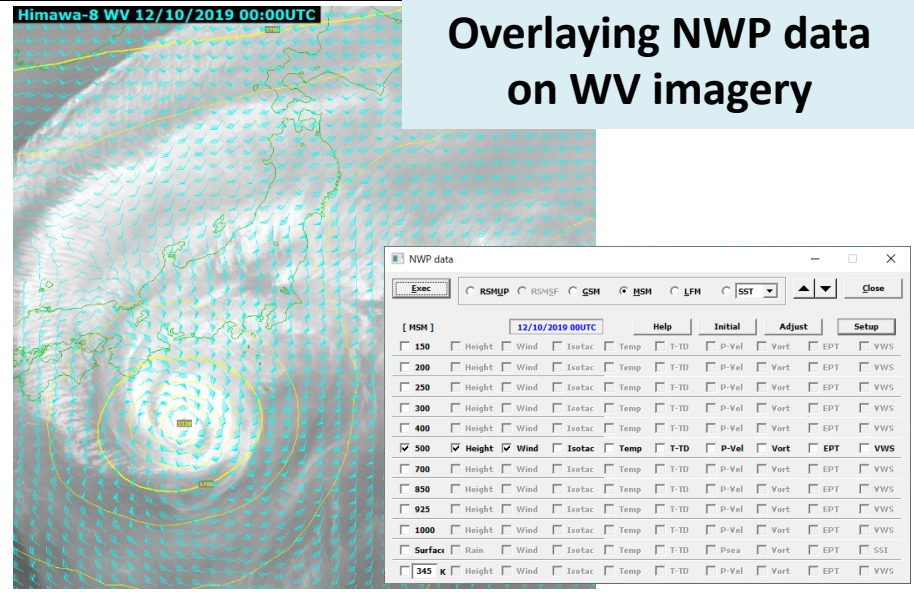 Himawa-8 WV 12/10/2019 00:00UTC
Overlaying NWP data
on WV imagery
5700
5520
5700
NWP data
Exec RSMUP RSMSF GSM MSM LFM SST Close
[ MSM ] 12/10/2019 00UTC Help Initial Adjust Setup
150 Height Wind Isotac Temp T-TD P-Vel Vort EPT VWS
200 Height Wind Isotac Temp T-TD P-Vel Vort EPT VWS
250 Height Wind Isotac Temp T-TD P-Vel Vort EPT VWS
300 Height Wind Isotac Temp T-TD P-Vel Vort EPT VWS
400 Height Wind Isotac Temp T-TD P-Vel Vort EPT VWS
500 Height Wind Isotac Temp T-TD P-Vel Vort EPT VWS
700 Height Wind Isotac Temp T-TD P-Vel Vort EPT VWS
850 Height Wind Isotac Temp T-TD P-Vel Vort EPT VWS
925 Height Wind Isotac Temp T-TD P-Vel Vort EPT VWS
1000 Height Wind Isotac Temp T-TD P-Vel Vort EPT VWS
Surface Rain Wind Isotac Temp T-TD Psea Vort EPT SSI
345 K Height Wind Isotac Temp T-TD P-Vel Vort EPT VWS